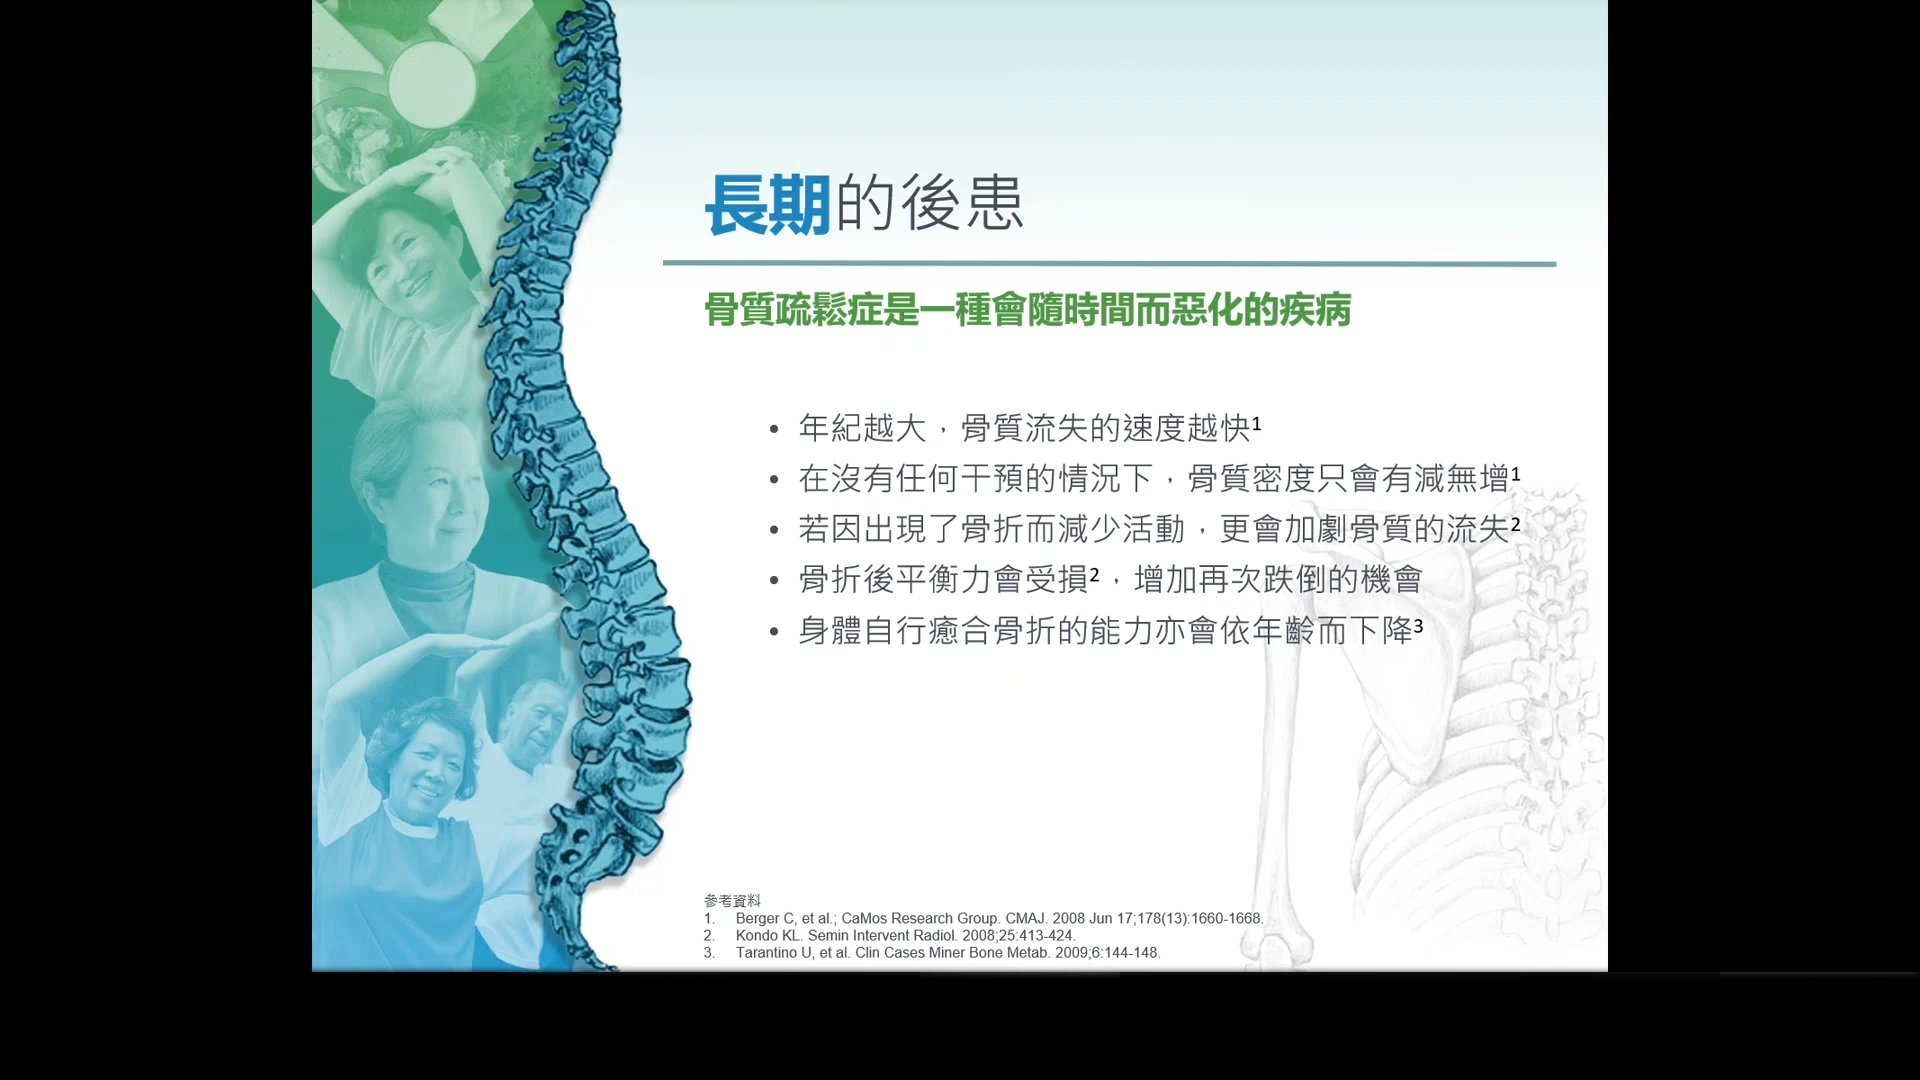 長期的後患
骨質疏鬆症是一種會隨時間而惡化的疾病
• 年紀越大，骨質流失的速度越快1
• 在沒有任何干預的情況下，骨質密度只會有減無增1
• 若因出現了骨折而減少活動，更會加劇骨質的流失2
• 骨折後平衡力會受損2，增加再次跌倒的機會
• 身體自行癒合骨折的能力亦會依年齡而下降3
參考資料
1. Berger C, et al.; CaMos Research Group. CMAJ. 2008 Jun 17;178(13):1660-1668.
2. Kondo KL. Semin Intervent Radiol. 2008;25:413-424.
3. Tarantino U, et al. Clin Cases Miner Bone Metab. 2009;6:144-148.